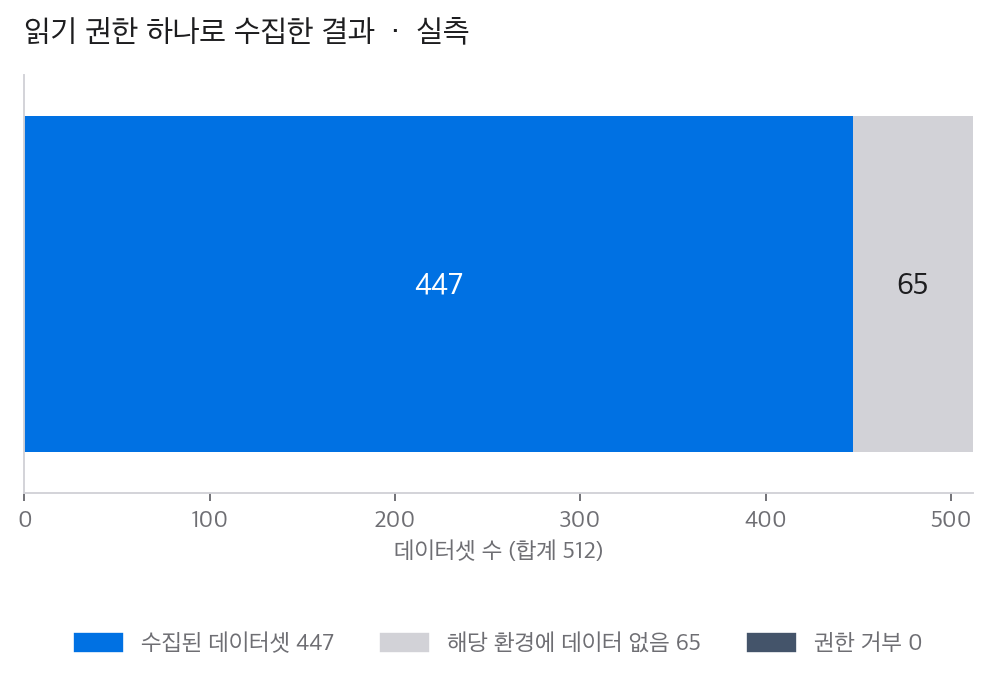 읽기 권한 하나로 수집한 결과 · 실측
447
65
0 100 200 300 400 500
데이터셋 수 (합계 512)
수집된 데이터셋 447 해당 환경에 데이터 없음 65 권한 거부 0